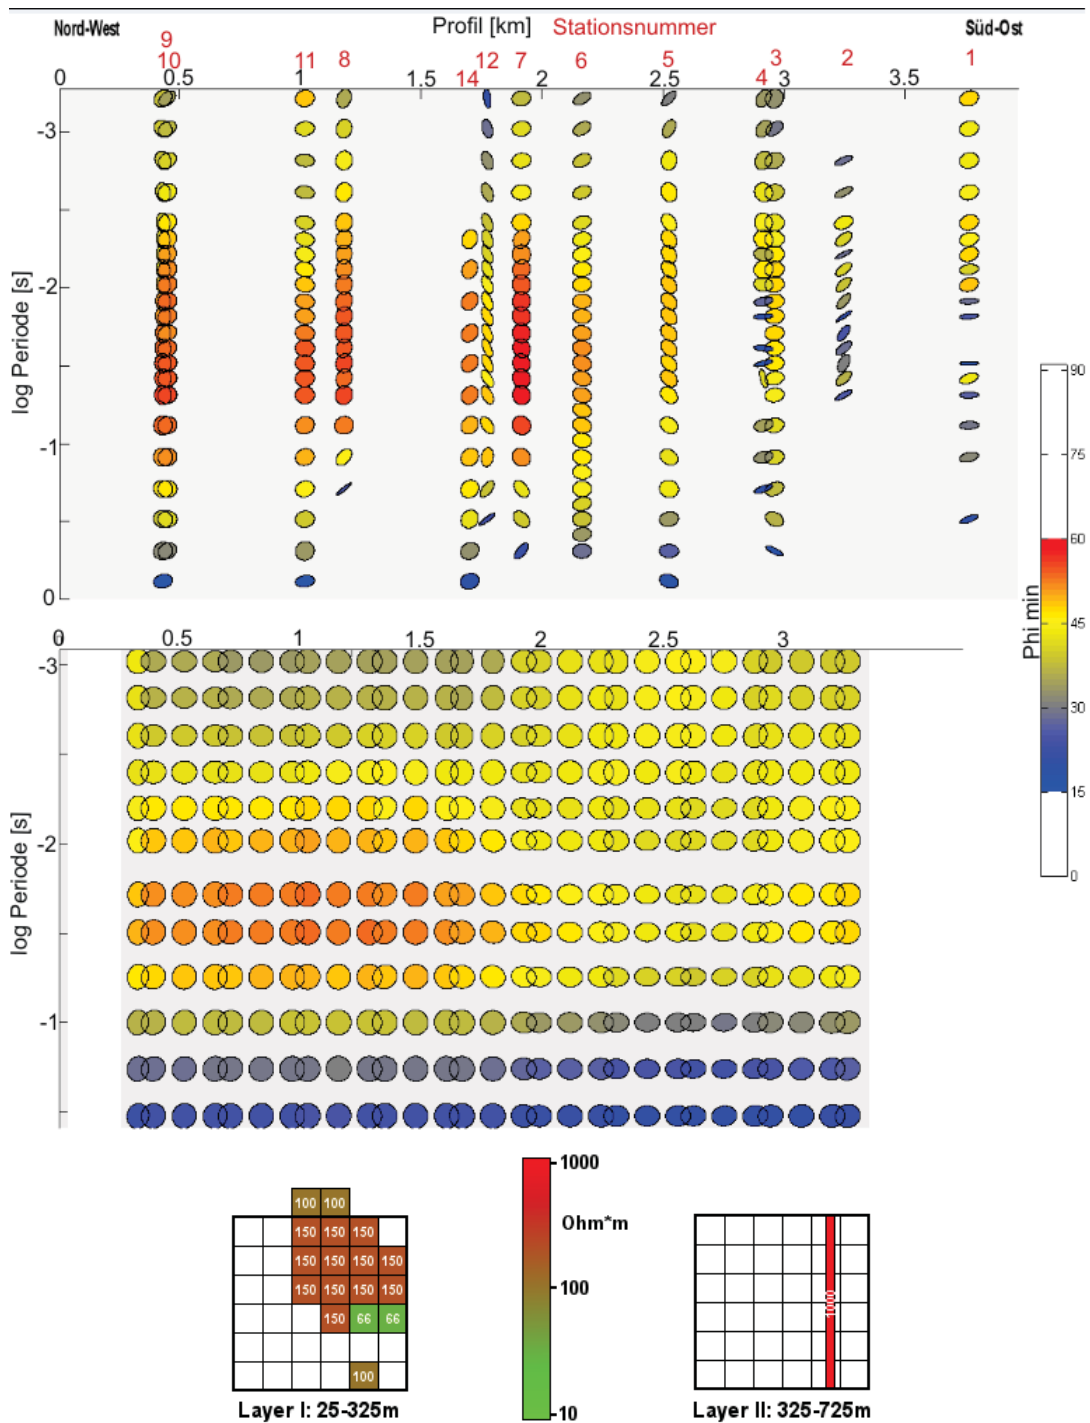 Nord-West
Profil [km]
Stationsnummer
Süd-Ost
9
10 11 8 14 12 7 6 5 4 3 2 1
0 0.5 1 1.5 2 2.5 3 3.5
-3
-2
-1
0
log Periode [s]
0 0.5 1 1.5 2 2.5 3
-3
-2
-1
log Periode [s]
90
75
60
45
30
15
0
Phi min
100 100
150 150 150
150 150 150 150
150 150 150 150
150 66 66
100
Layer I: 25-325m
1000
Ohm*m
100
10
1000
Layer II: 325-725m